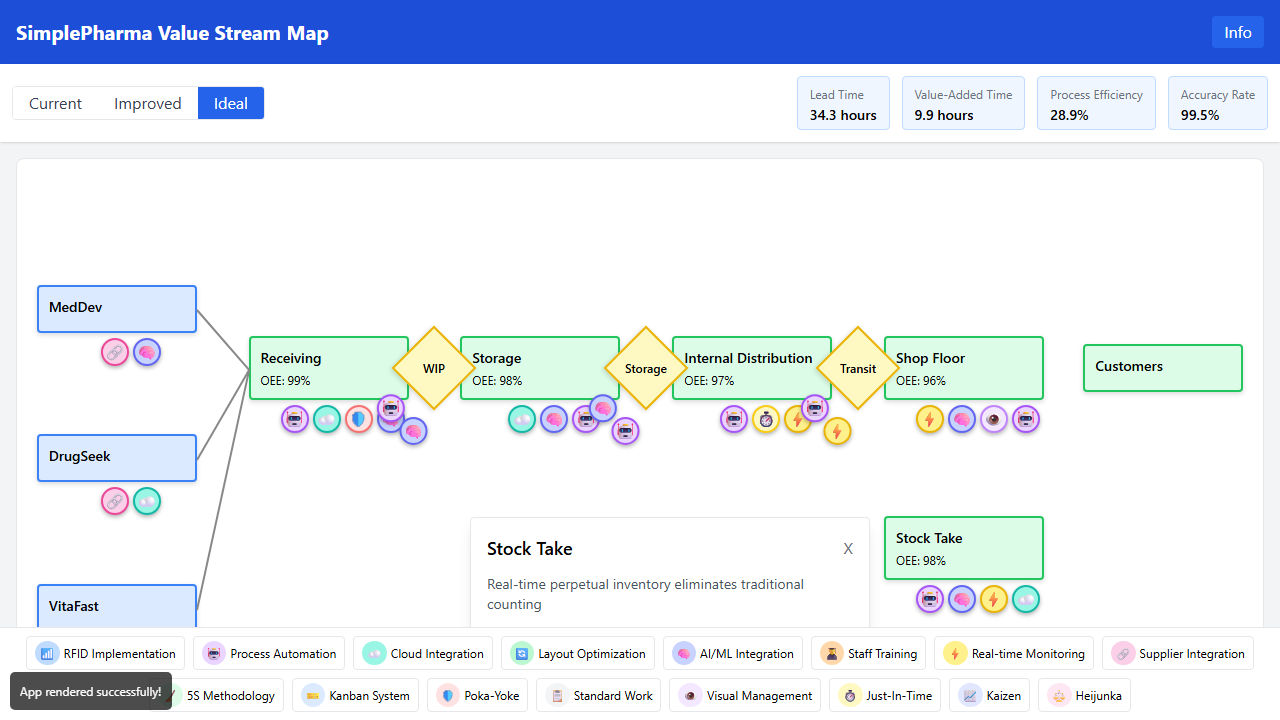 SimplePharma Value Stream Map
Info
Current
Improved
Ideal
Lead Time
34.3 hours
Value-Added Time
9.9 hours
Process Efficiency
28.9%
Accuracy Rate
99.5%
MedDev
DrugSeek
VitaFast
Receiving
OEE: 99%
WIP
Storage
OEE: 98%
Storage
Internal Distribution
OEE: 97%
Transit
Shop Floor
OEE: 96%
Customers
Stock Take
OEE: 98%
Stock Take
X
Real-time perpetual inventory eliminates traditional
counting
RFID Implementation
Process Automation
Cloud Integration
Layout Optimization
AI/ML Integration
Staff Training
Real-time Monitoring
Supplier Integration
App rendered successfully!
5S Methodology
Kanban System
Poka-Yoke
Standard Work
Visual Management
Just-In-Time
Kaizen
Heijunka